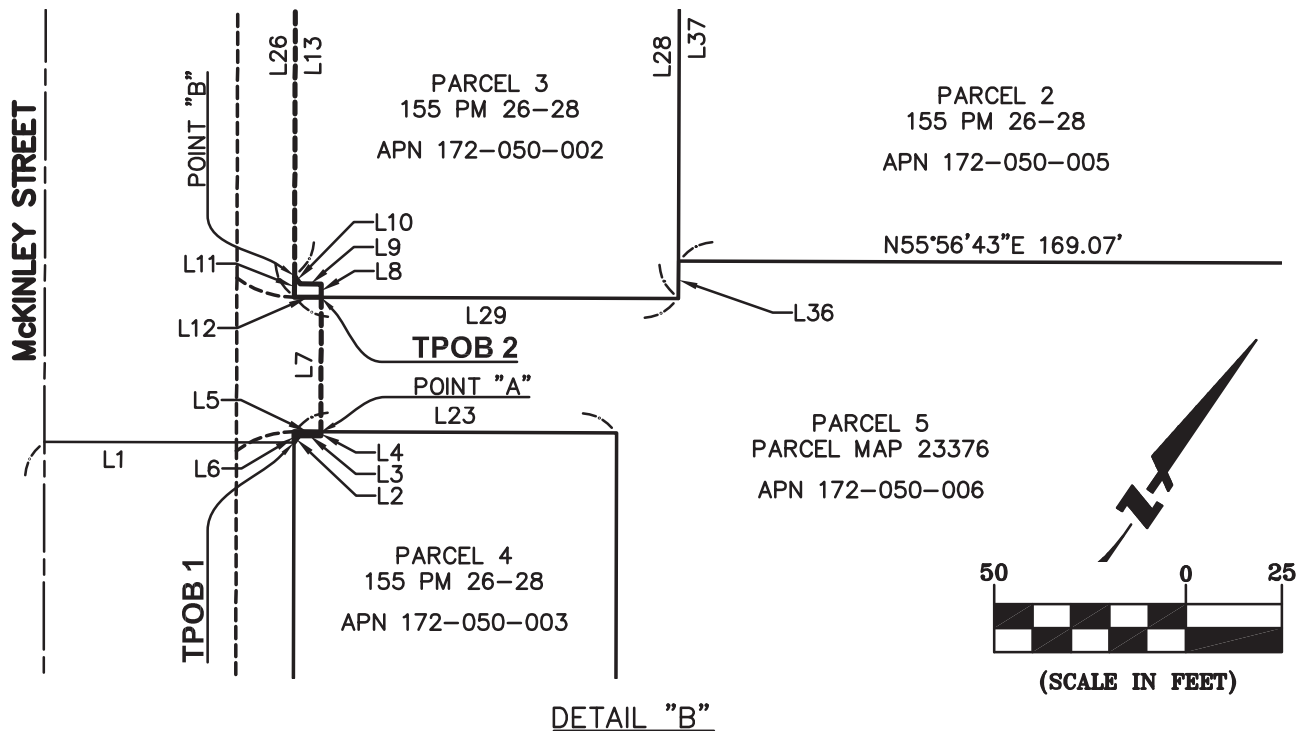 McKINLEY STREET
POINT "B"
L26
L13
PARCEL 3
155 PM 26-28
APN 172-050-002
L28
L37
PARCEL 2
155 PM 26-28
APN 172-050-005
L10
L9
L8
L11
L12
N55°56'43"E 169.07'
L36
L29
TPOB 2
L7
POINT "A"
L5
L23
L1
L6
L4
L3
L2
PARCEL 5
PARCEL MAP 23376
APN 172-050-006
N
TPOB 1
PARCEL 4
155 PM 26-28
APN 172-050-003
50 0 25
(SCALE IN FEET)
DETAIL "B"